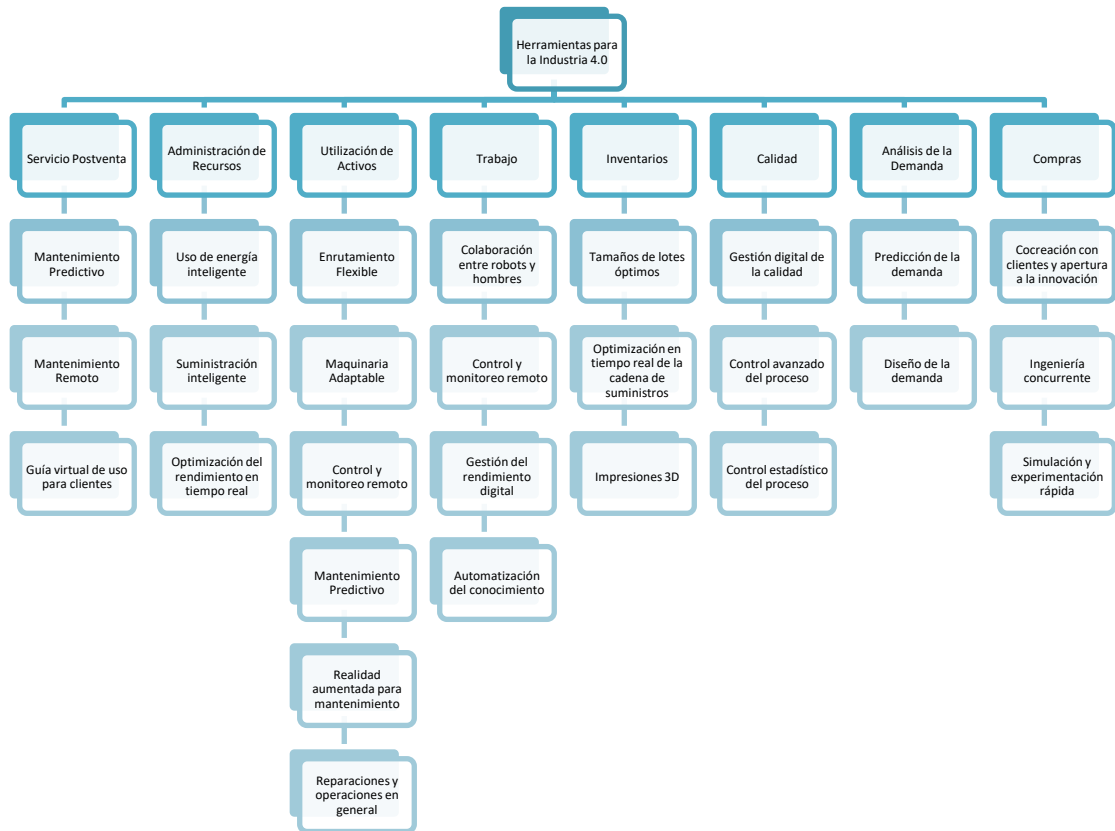 Herramientas para
la Industria 4.0
Servicio Postventa
Administración de
Recursos
Utilización de
Activos
Trabajo
Inventarios
Calidad
Análisis de la
Demanda
Compras
Mantenimiento
Predictivo
Uso de energía
inteligente
Enrutamiento
Flexible
Colaboración
entre robots y
hombres
Tamaños de lotes
óptimos
Gestión digital de
la calidad
Predicción de la
demanda
Cocreación con
clientes y apertura
a la innovación
Mantenimiento
Remoto
Suministración
inteligente
Maquinaria
Adaptable
Control y
monitoreo remoto
Optimización en
tiempo real de la
cadena de
suministros
Control avanzado
del proceso
Diseño de la
demanda
Ingeniería
concurrente
Guía virtual de uso
para clientes
Optimización del
rendimiento en
tiempo real
Control y
monitoreo remoto
Gestión del
rendimiento
digital
Impresiones 3D
Control estadístico
del proceso
Simulación y
experimentación
rápida
Mantenimiento
Predictivo
Automatización
del conocimiento
Realidad
aumentada para
mantenimiento
Reparaciones y
operaciones en
general